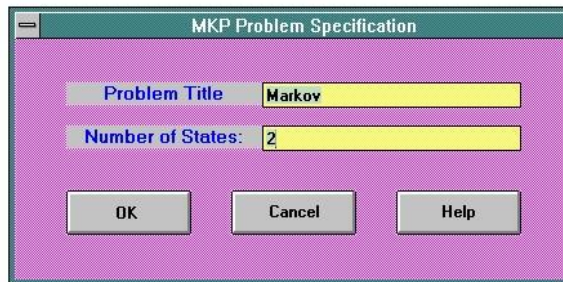 MKP Problem Specification
Problem Title Markov
Number of States: 2
OK Cancel Help